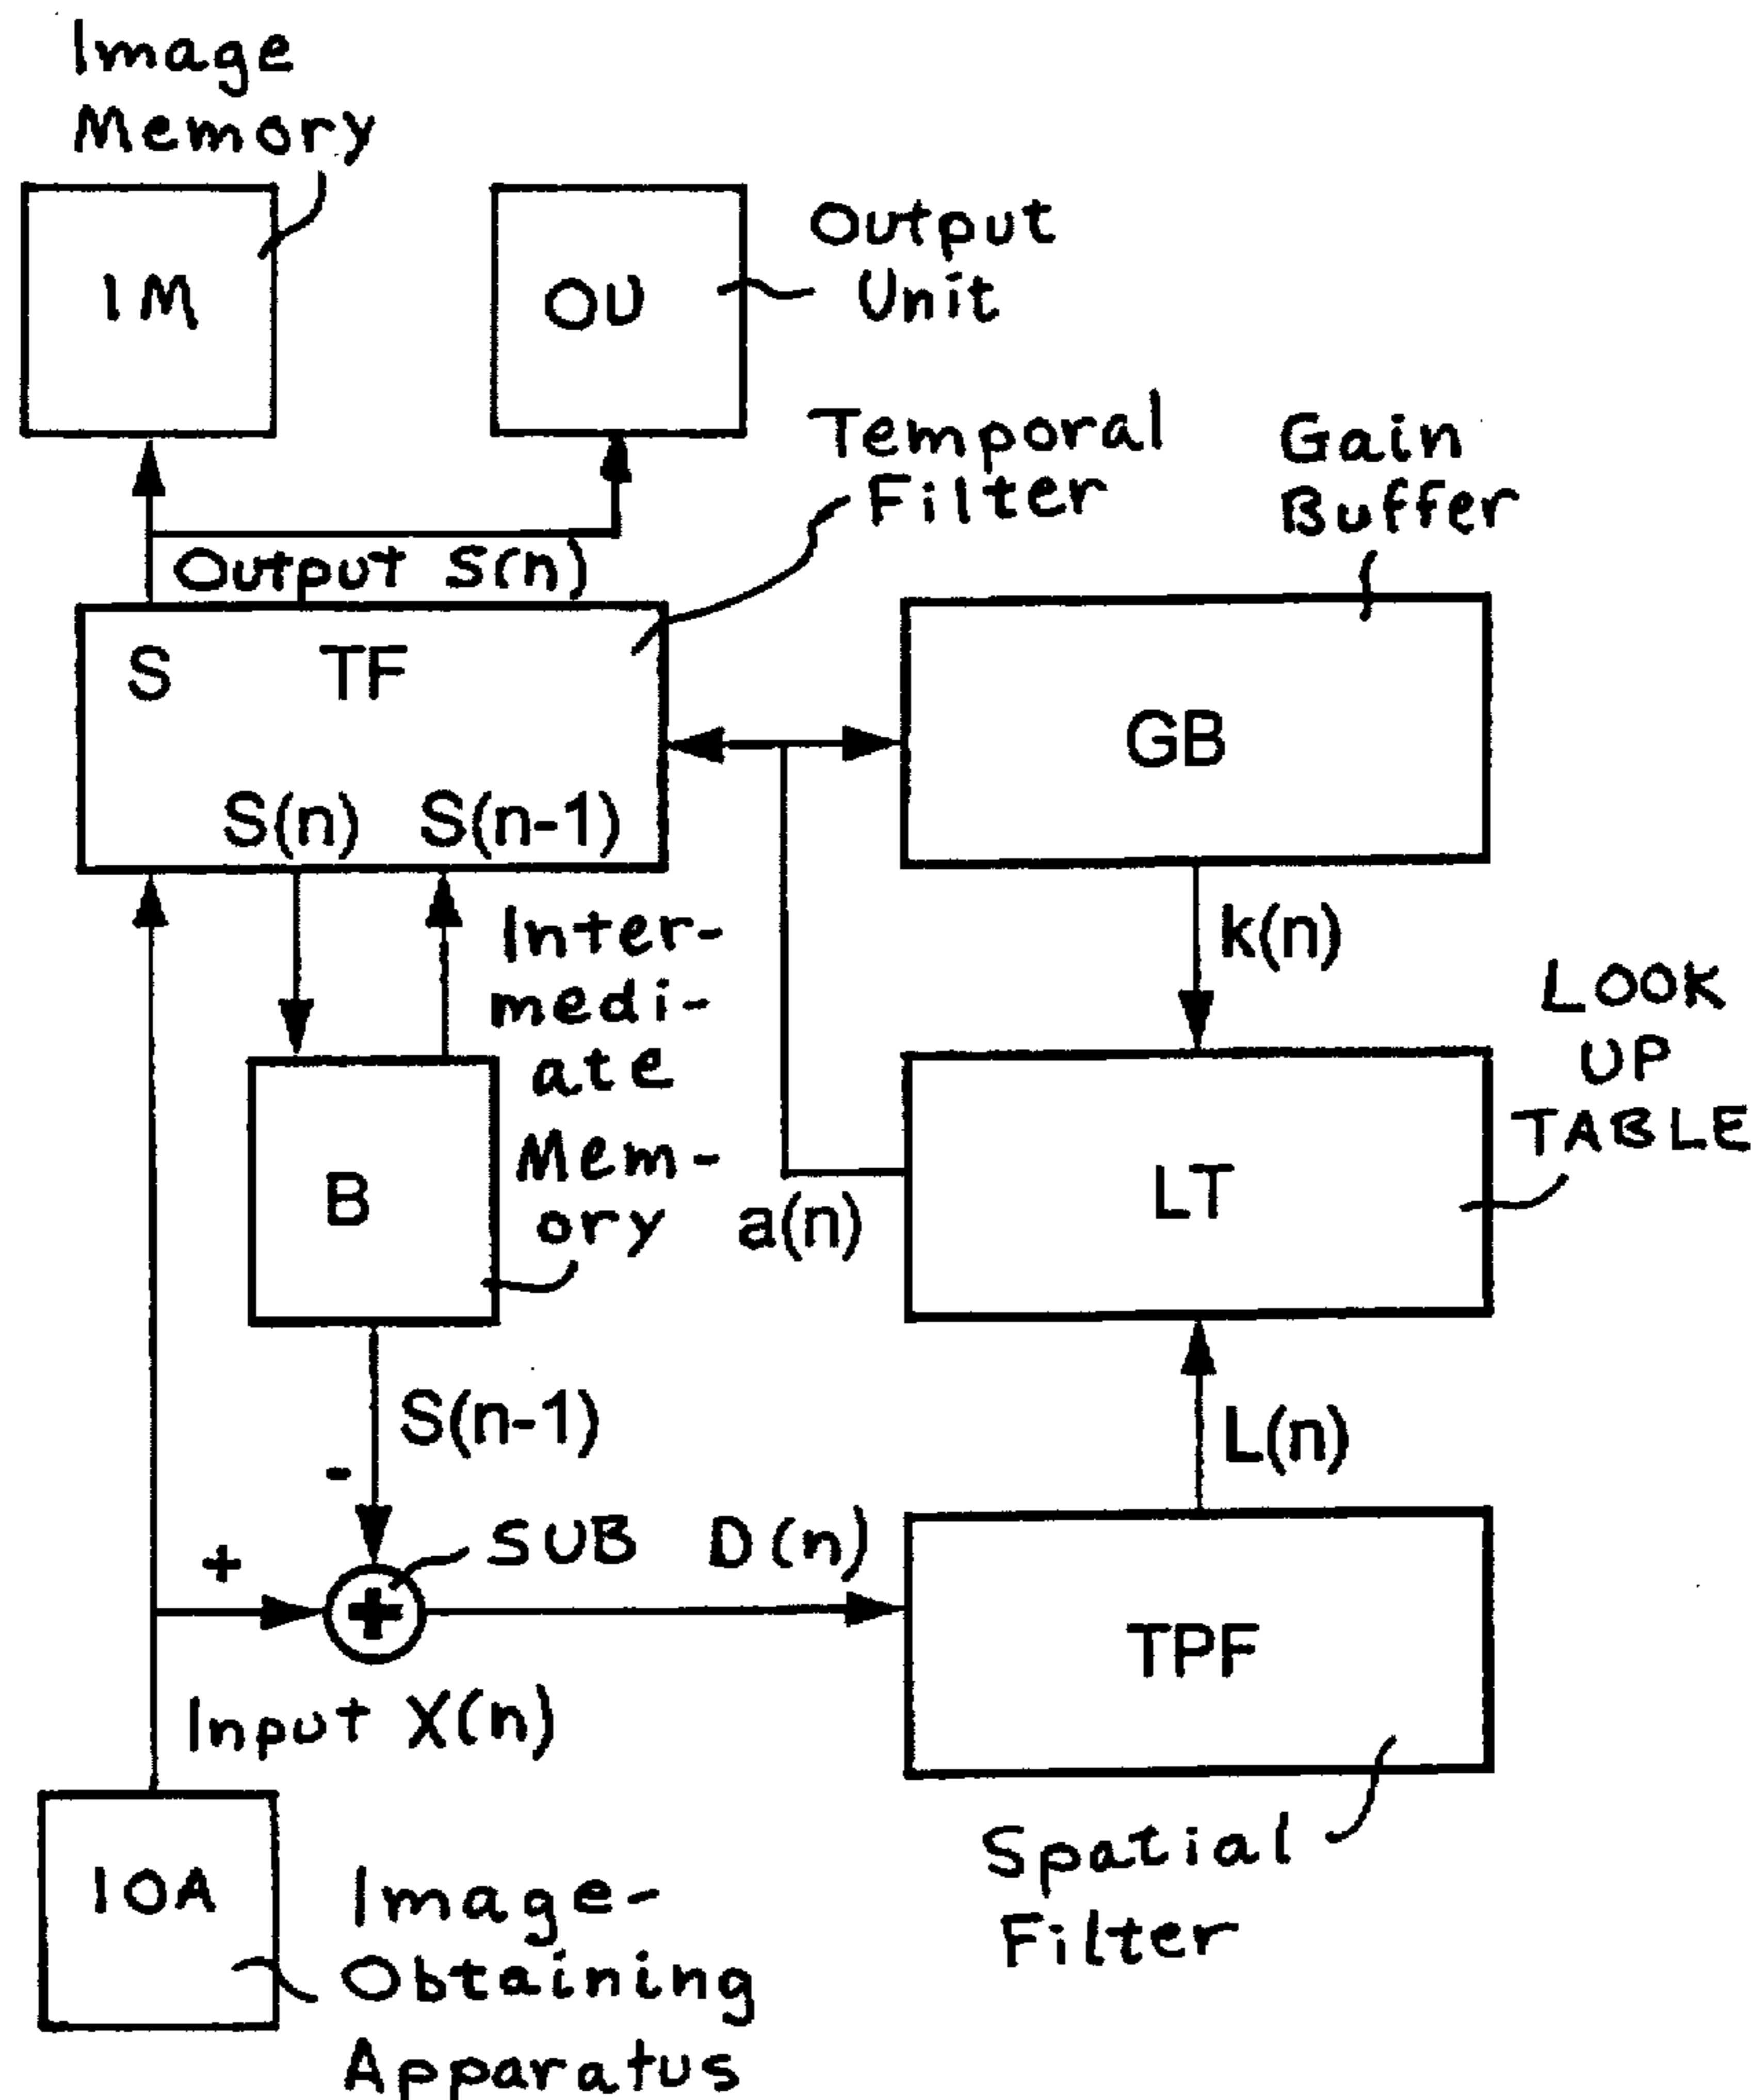 Image
Memory
IM
OU
Output
Unit
Temporal
Filter
Gain
Buffer
Output S(n)
S TF
S(n) S(n-1)
GB
k(n)
Inter-
medi-
ate
Mem-
ory
LOOK
UP
TABLE
B
a(n)
LT
S(n-1)
L(n)
-
+
+
SUB D(n)
TPF
Input X(n)
Spatial
Filter
IOA
Image-
Obtaining
Apparatus